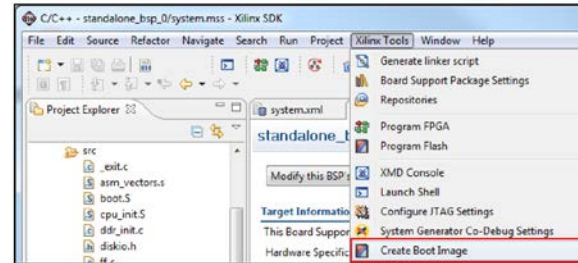 C/C++ - standalone_bsp_0/system.mss - Xilinx SDK
File Edit Source Refactor Navigate Search Run Project Xilinx Tools Window Help
Generate linker script
Board Support Package Settings
Repositories
Program FPGA
Program Flash
XMD Console
Launch Shell
Configure JTAG Settings
System Generator Co-Debug Settings
Create Boot Image
Project Explorer
src
_exit.c
asm_vectors.s
boot.S
cpu_init.S
ddr_init.c
diskio.h
ff.c
system.xml
standalone_b
Modify this BSP's
Target Informatio
This Board Suppor
Hardware Specific